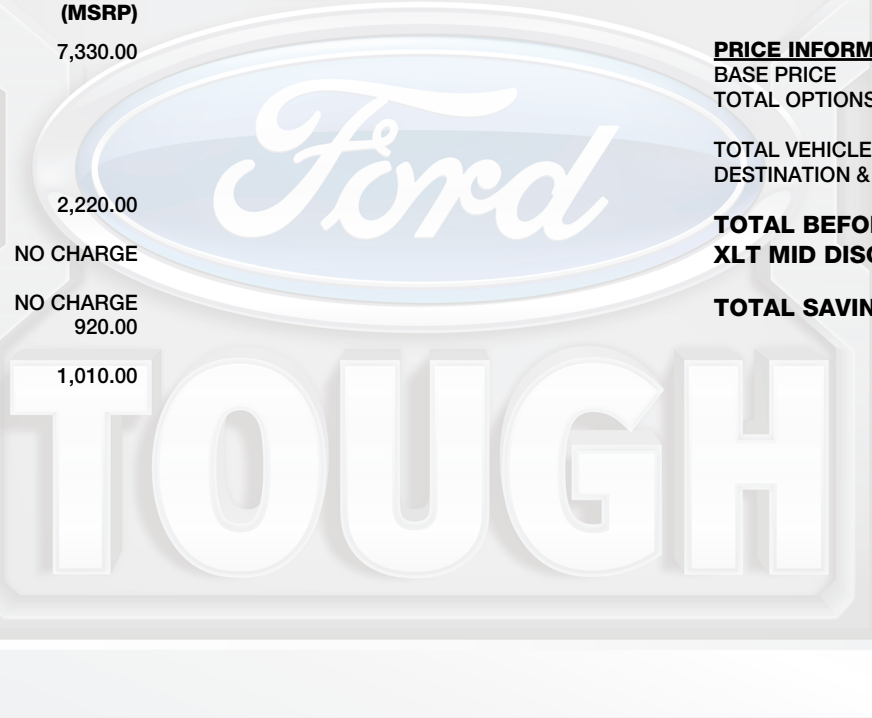 (MSRP)
7,330.00
2,220.00
NO CHARGE
NO CHARGE
920.00
1,010.00
PRICE INFORM
BASE PRICE
TOTAL OPTIONS
TOTAL VEHICLE
DESTINATION &
TOTAL BEFO
XLT MID DISC
TOTAL SAVIN
Ford
TOUGH